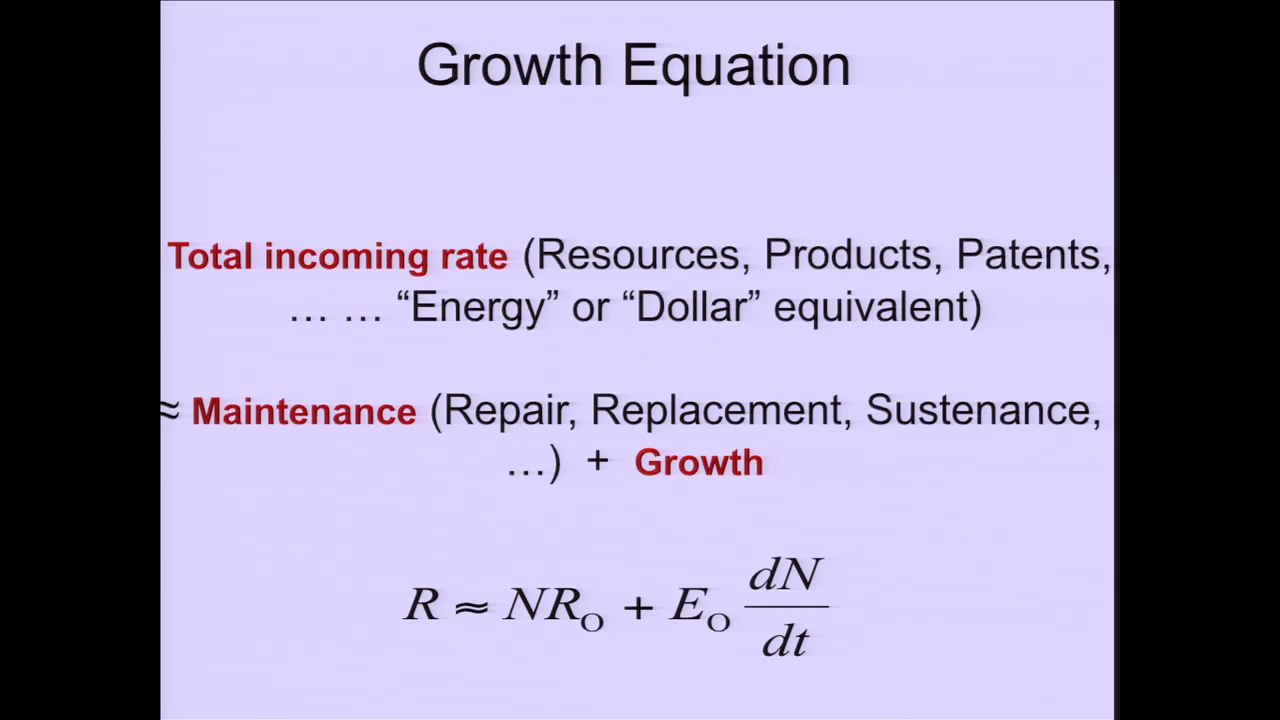 Growth Equation
Total incoming rate (Resources, Products, Patents,
… … “Energy” or “Dollar” equivalent)
≈ Maintenance (Repair, Replacement, Sustenance,
…) + Growth
R ≈ NR₀ + E₀ dN/dt